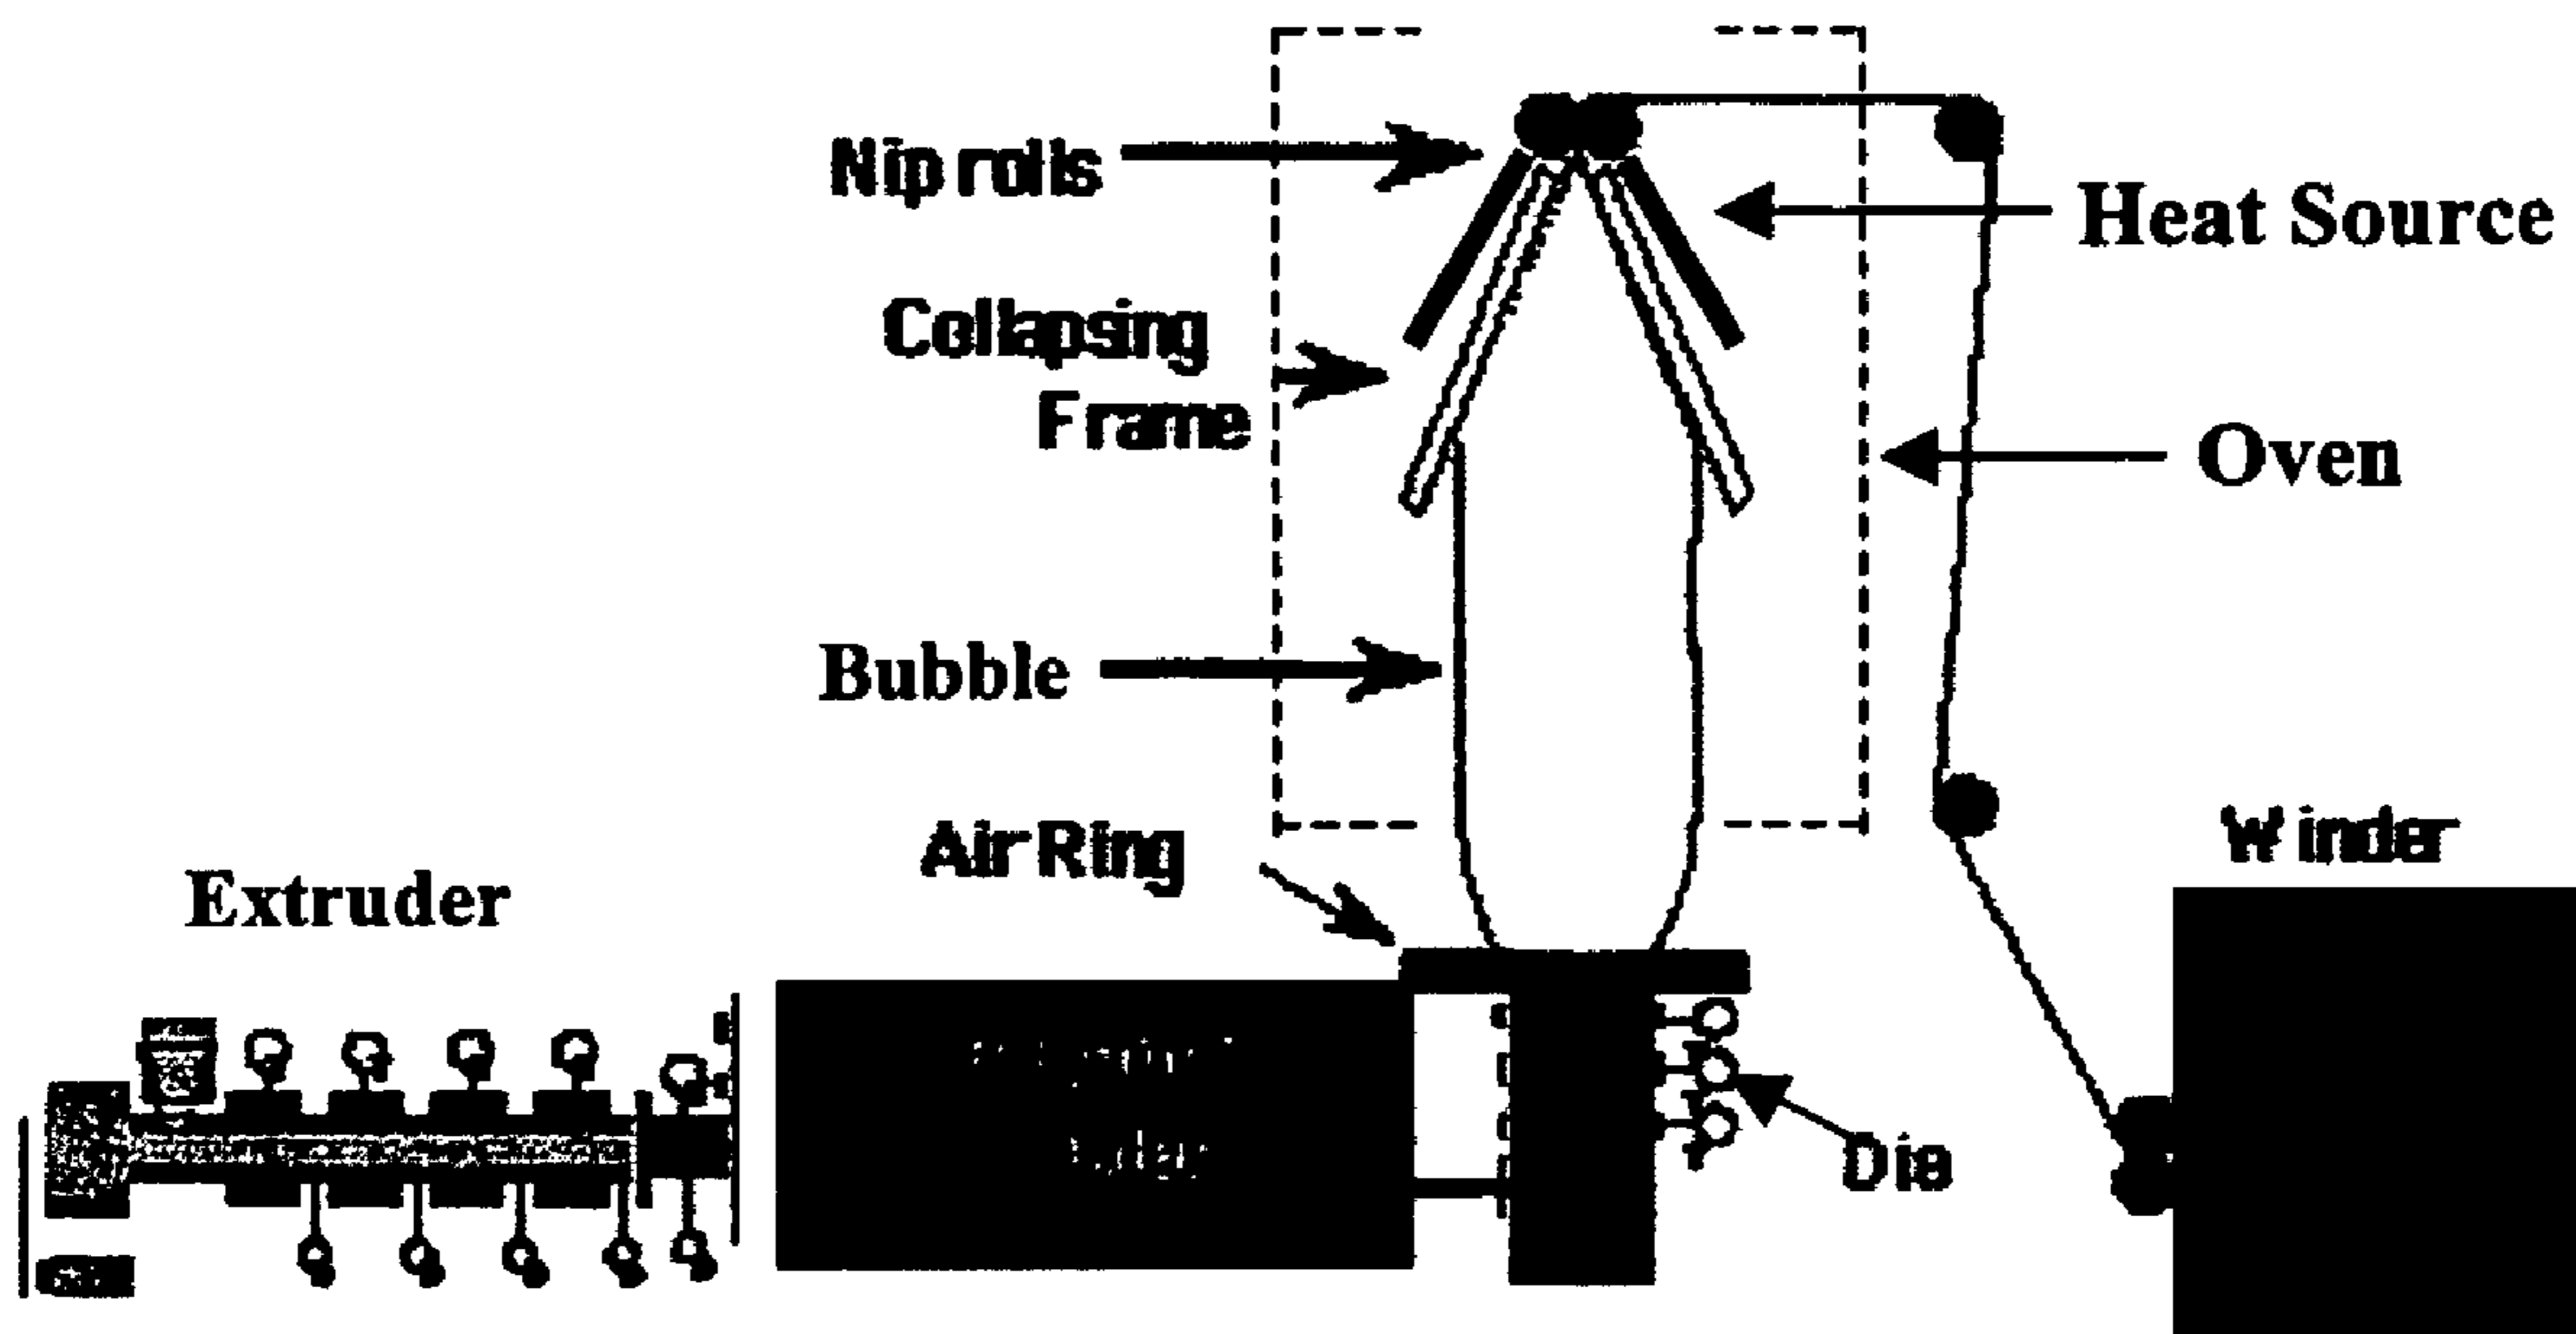 Nip rolls
Heat Source
Collapsing
Frame
Oven
Bubble
Air Ring
Winder
Extruder
Die